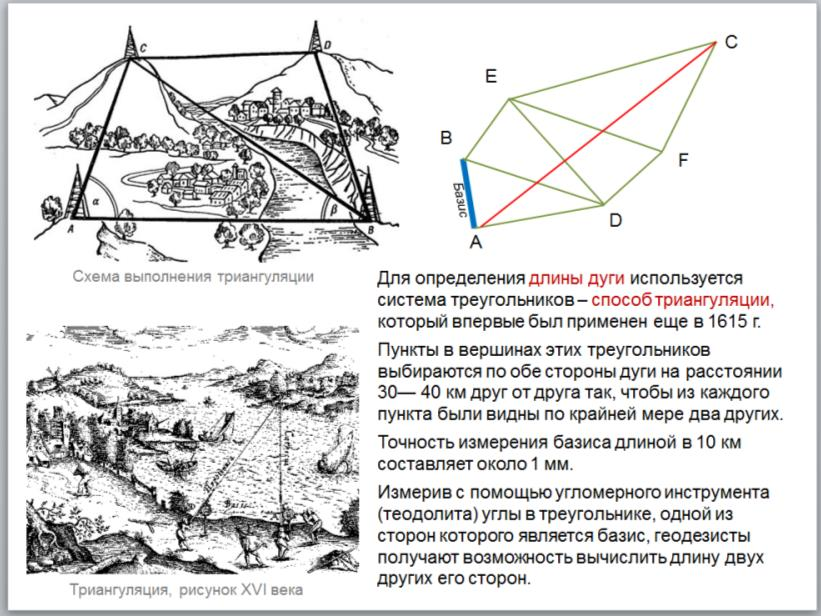 C
D
α
β
A
B
Схема выполнения триангуляции
C
E
B
F
Базис
D
A
Для определения длины дуги используется
система треугольников – способ триангуляции,
который впервые был применен еще в 1615 г.
Пункты в вершинах этих треугольников
выбираются по обе стороны дуги на расстоянии
30— 40 км друг от друга так, чтобы из каждого
пункта были видны по крайней мере два других.
Точность измерения базиса длиной в 10 км
составляет около 1 мм.
Измерив с помощью угломерного инструмента
(теодолита) углы в треугольнике, одной из
сторон которого является базис, геодезисты
получают возможность вычислить длину двух
других его сторон.
Триангуляция, рисунок XVI века